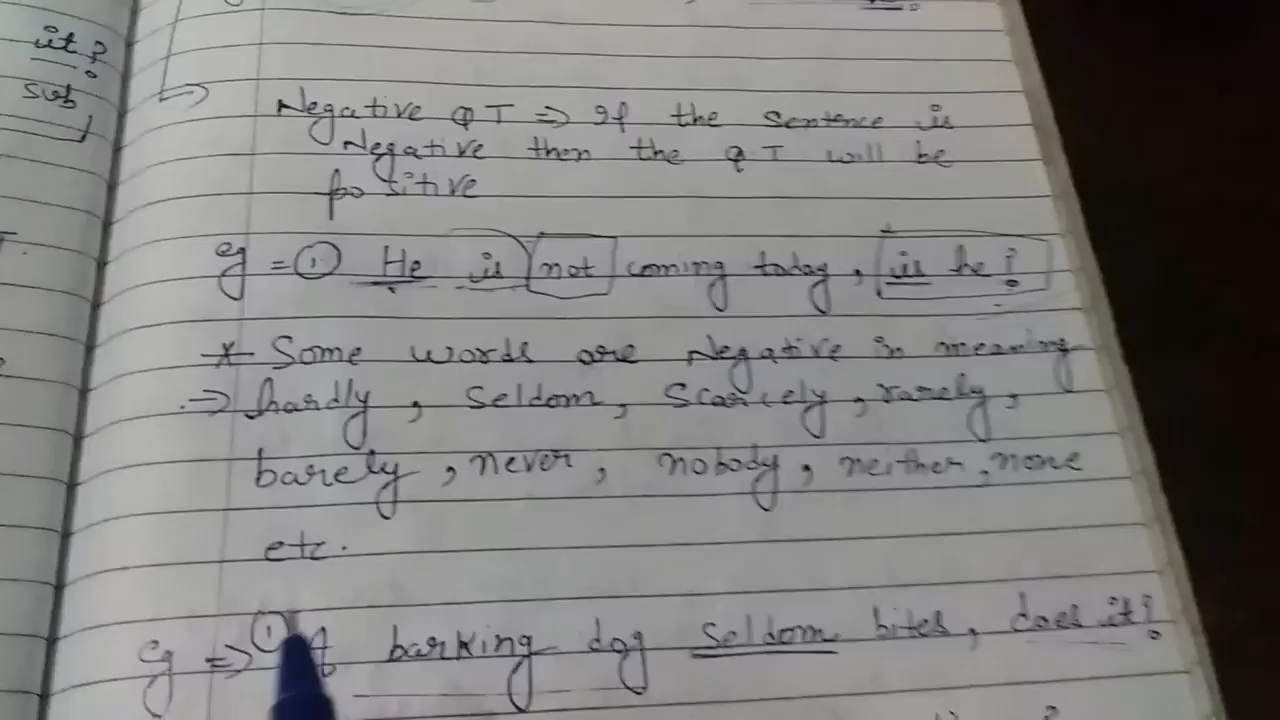 it?
sub
Negative QT => If the sentence is
Negative then the QT will be
positive
eg = ① He is not coming today, is he?
* Some words are Negative in meaning
-> hardly, seldom, scarcely, rarely,
barely, never, nobody, neither, none
etc.
eg => ① A barking dog seldom bites, does it?